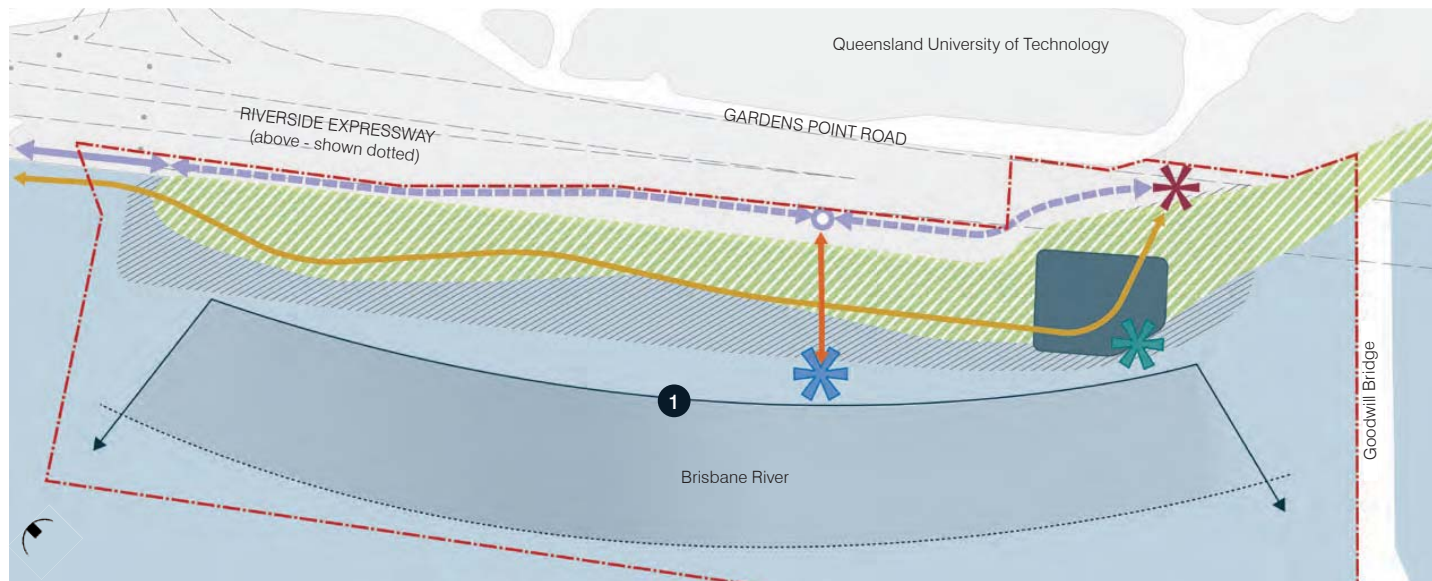 Queensland University of Technology
GARDENS POINT ROAD
RIVERSIDE EXPRESSWAY
(above - shown dotted)
1
Brisbane River
Goodwill Bridge